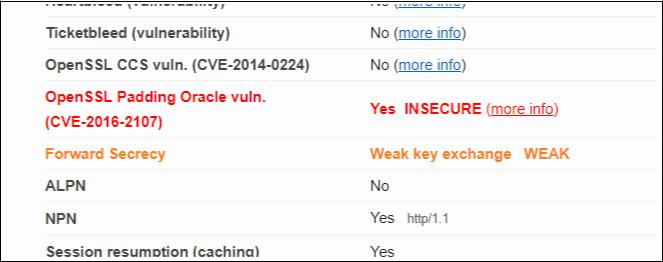 Heartbleed (vulnerability) No (more info)
Ticketbleed (vulnerability) No (more info)
OpenSSL CCS vuln. (CVE-2014-0224) No (more info)
OpenSSL Padding Oracle vuln.
(CVE-2016-2107) Yes INSECURE (more info)
Forward Secrecy Weak key exchange WEAK
ALPN No
NPN Yes http/1.1
Session resumption (caching) Yes